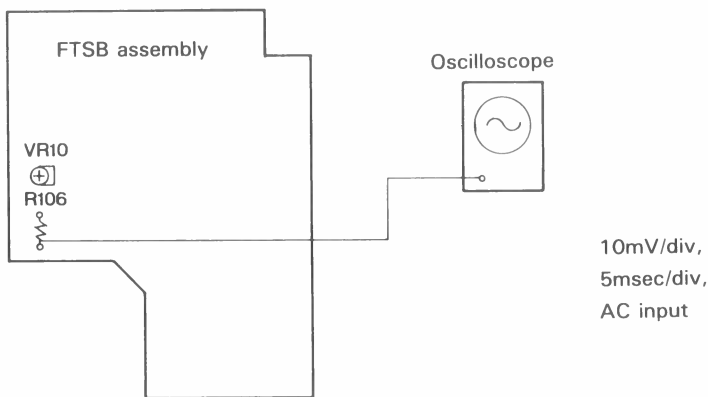 FTSB assembly
Oscilloscope
VR10
R106
10mV/div,
5msec/div,
AC input